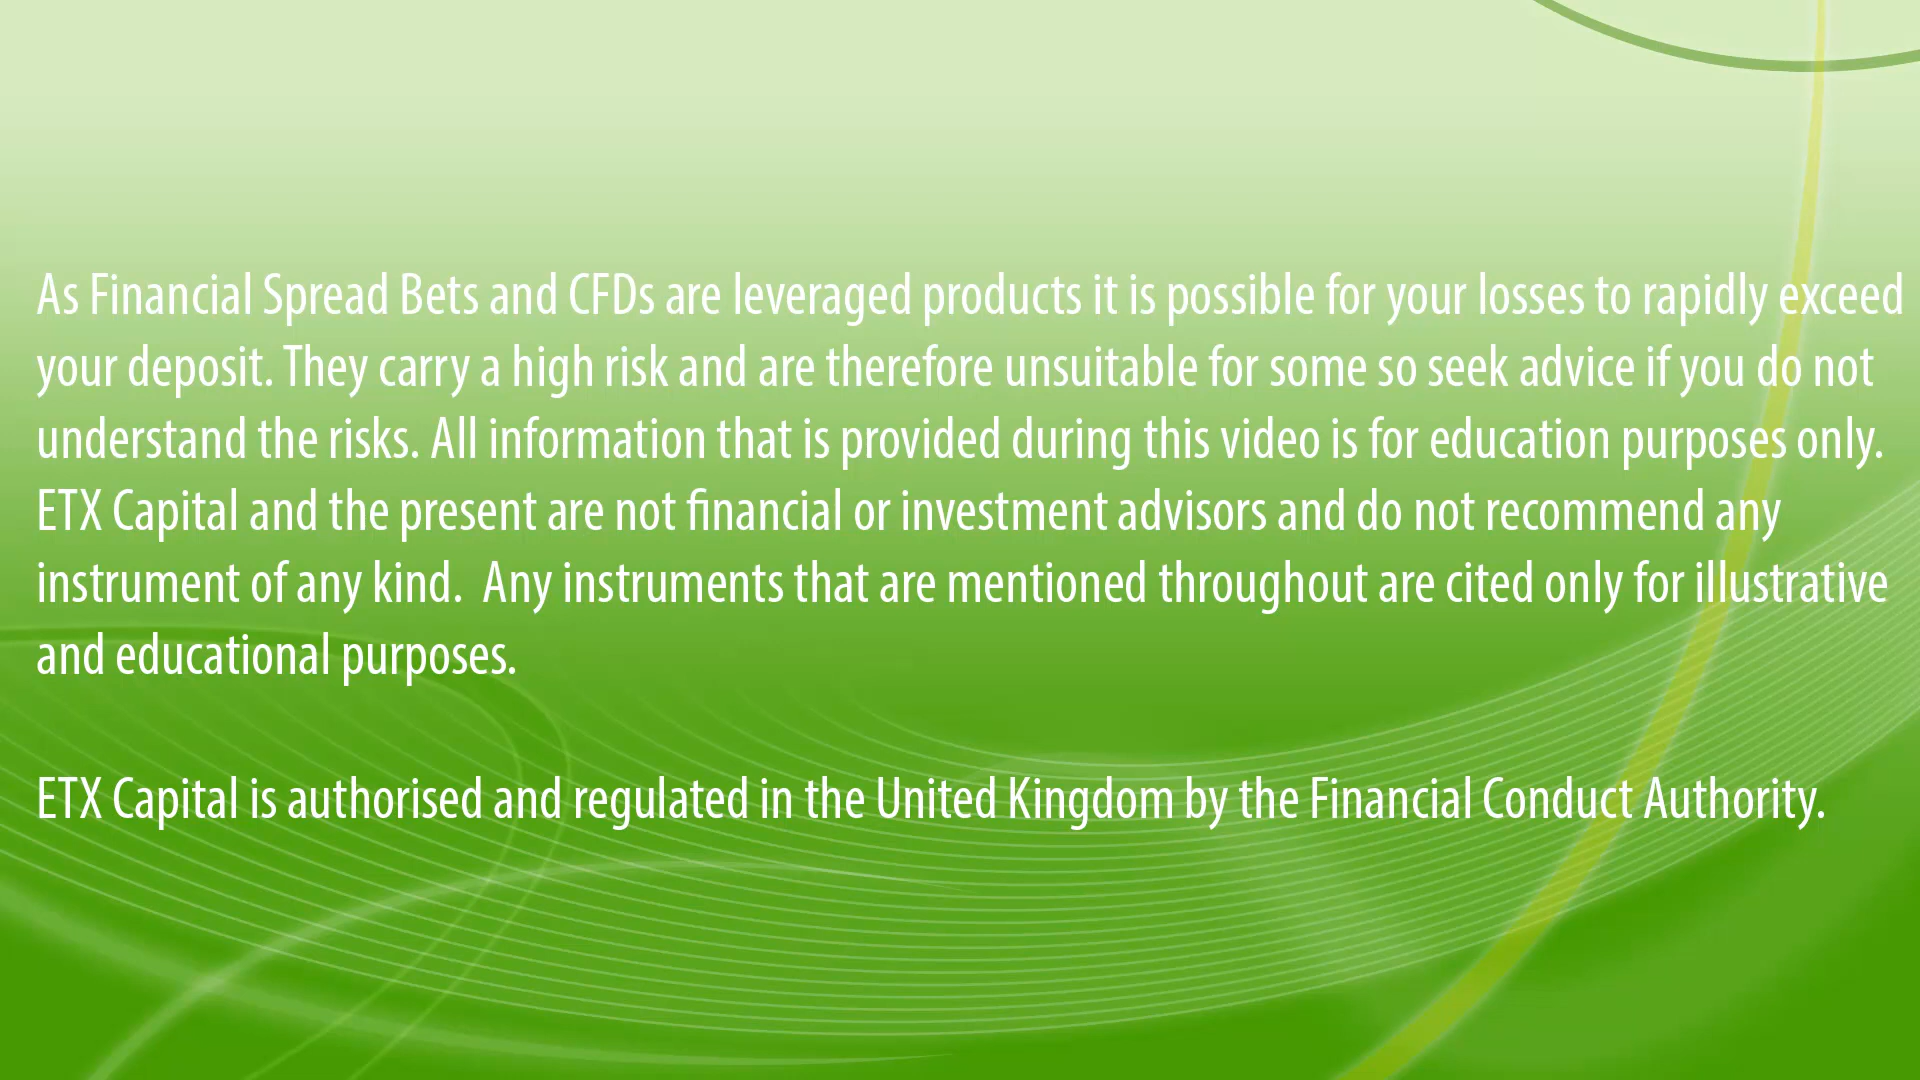 As Financial Spread Bets and CFDs are leveraged products it is possible for your losses to rapidly exceed
your deposit. They carry a high risk and are therefore unsuitable for some so seek advice if you do not
understand the risks. All information that is provided during this video is for education purposes only.
ETX Capital and the present are not financial or investment advisors and do not recommend any
instrument of any kind.  Any instruments that are mentioned throughout are cited only for illustrative
and educational purposes.
ETX Capital is authorised and regulated in the United Kingdom by the Financial Conduct Authority.